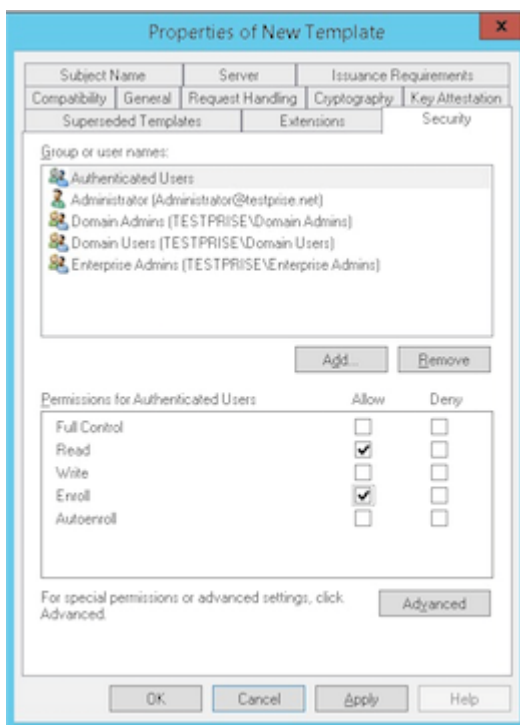 Properties of New Template
x
Subject Name Server Issuance Requirements
Compatibility General Request Handling Cryptography Key Attestation
Superseded Templates Extensions Security
Group or user names:
Authenticated Users
Administrator (Administrator@testprise.net)
Domain Admins (TESTPRISE\Domain Admins)
Domain Users (TESTPRISE\Domain Users)
Enterprise Admins (TESTPRISE\Enterprise Admins)
Add... Remove
Permissions for Authenticated Users Allow Deny
Full Control
Read
Write
Enroll
Autoenroll
For special permissions or advanced settings, click
Advanced.
Advanced
OK Cancel Apply Help